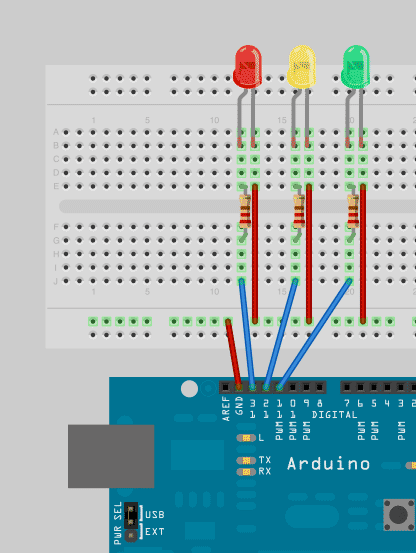 1 5 10 15 20
A
B
C
D
E
F
G
H
I
J
1 5 10 15
AREF
GND
13
12
11
10
9
8
7
6
5
4
3
2
PWM
PWM
PWM
PWM
PWM
PWM
DIGITAL
L
TX
RX
Arduino
PWR SEL
USB
EXT